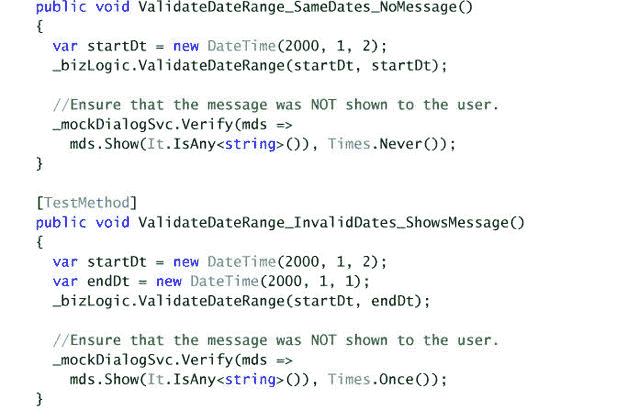 public void ValidateDateRange_SameDates_NoMessage()
{
  var startDt = new DateTime(2000, 1, 2);
  _bizLogic.ValidateDateRange(startDt, startDt);

  //Ensure that the message was NOT shown to the user.
  _mockDialogSvc.Verify(mds =>
    mds.Show(It.IsAny<string>()), Times.Never());
}

[TestMethod]
public void ValidateDateRange_InvalidDates_ShowsMessage()
{
  var startDt = new DateTime(2000, 1, 2);
  var endDt = new DateTime(2000, 1, 1);
  _bizLogic.ValidateDateRange(startDt, endDt);

  //Ensure that the message was NOT shown to the user.
  _mockDialogSvc.Verify(mds =>
    mds.Show(It.IsAny<string>()), Times.Once());
}